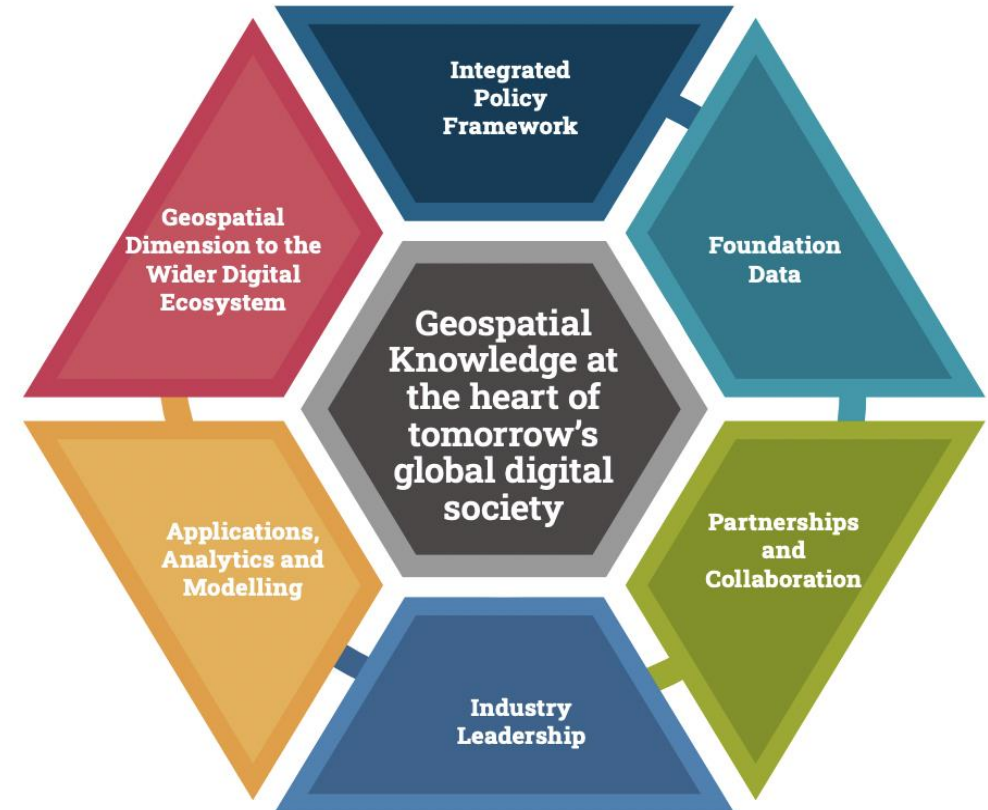 Integrated
Policy
Framework
Foundation
Data
Partnerships
and
Collaboration
Industry
Leadership
Applications,
Analytics and
Modelling
Geospatial
Dimension to the
Wider Digital
Ecosystem
Geospatial
Knowledge at
the heart of
tomorrow’s
global digital
society